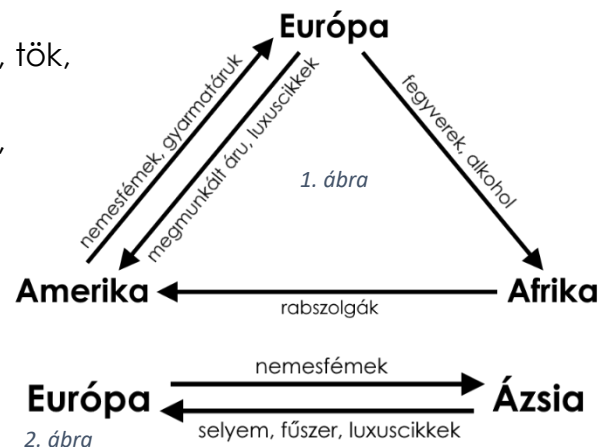 Európa
, tök,
,
nemesfémek, gyarmatáruk
megmunkált áru, luxuscikkek
fegyverek, alkohol
1. ábra
Amerika
Afrika
rabszolgák
nemesfémek
Európa
Ázsia
selyem, fűszer, luxuscikkek
2. ábra